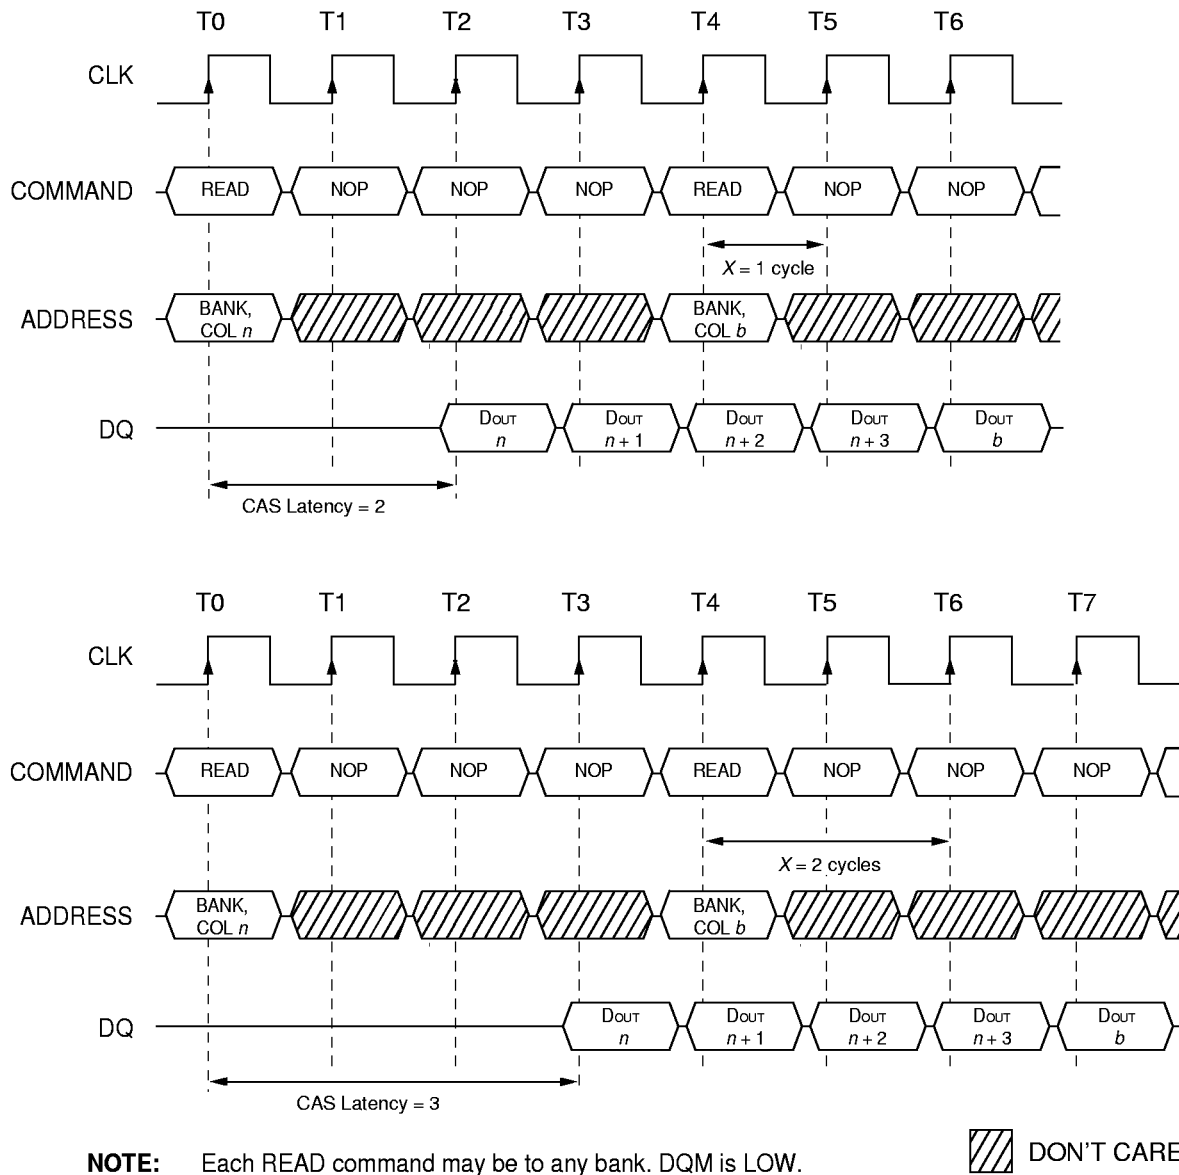 T0 T1 T2 T3 T4 T5 T6
CLK
COMMAND READ NOP NOP NOP READ NOP NOP
X = 1 cycle
ADDRESS BANK, COL n BANK, COL b
DQ DOUT n DOUT n + 1 DOUT n + 2 DOUT n + 3 DOUT b
CAS Latency = 2
T0 T1 T2 T3 T4 T5 T6 T7
CLK
COMMAND READ NOP NOP NOP READ NOP NOP NOP
X = 2 cycles
ADDRESS BANK, COL n BANK, COL b
DQ DOUT n DOUT n + 1 DOUT n + 2 DOUT n + 3 DOUT b
CAS Latency = 3
NOTE: Each READ command may be to any bank. DQM is LOW.
DON'T CARE